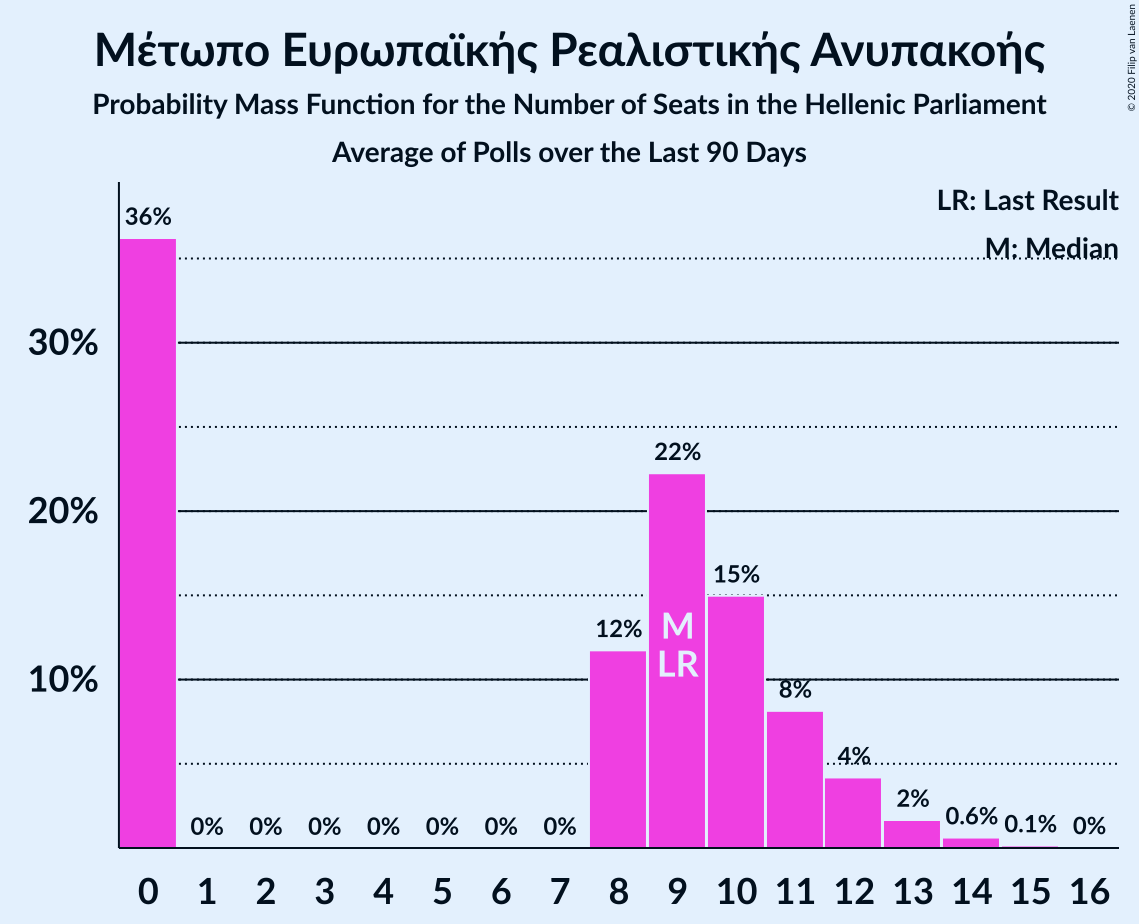 Μέτωπο Ευρωπαϊκής Ρεαλιστικής Ανυπακοής
Probability Mass Function for the Number of Seats in the Hellenic Parliament
Average of Polls over the Last 90 Days
© 2020 Filip van Laenen
LR: Last Result
M: Median
36%
30%
22%
20%
15%
12%
M
LR
10%
8%
4%
2%
0% 0% 0% 0% 0% 0% 0% 0.6% 0.1% 0%
0 1 2 3 4 5 6 7 8 9 10 11 12 13 14 15 16